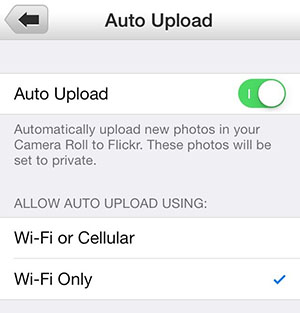 Auto Upload
Auto Upload
Automatically upload new photos in your
Camera Roll to Flickr. These photos will be
set to private.
ALLOW AUTO UPLOAD USING:
Wi-Fi or Cellular
Wi-Fi Only